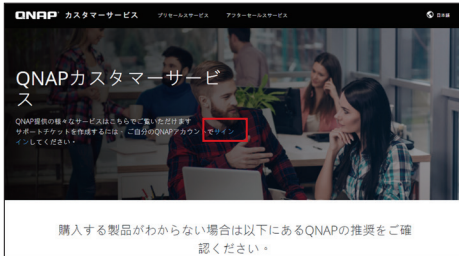 QNAP カスタマーサービス プリセールスサービス アフターセールスサービス 日本語
QNAPカスタマーサービ
ス
QNAP提供の様々なサービスはこちらでご覧いただけます
サポートチケットを作成するには、ご自分のQNAPアカウントでサイン
インしてください。
購入する製品がわからない場合は以下にあるQNAPの推奨をご確
認ください。